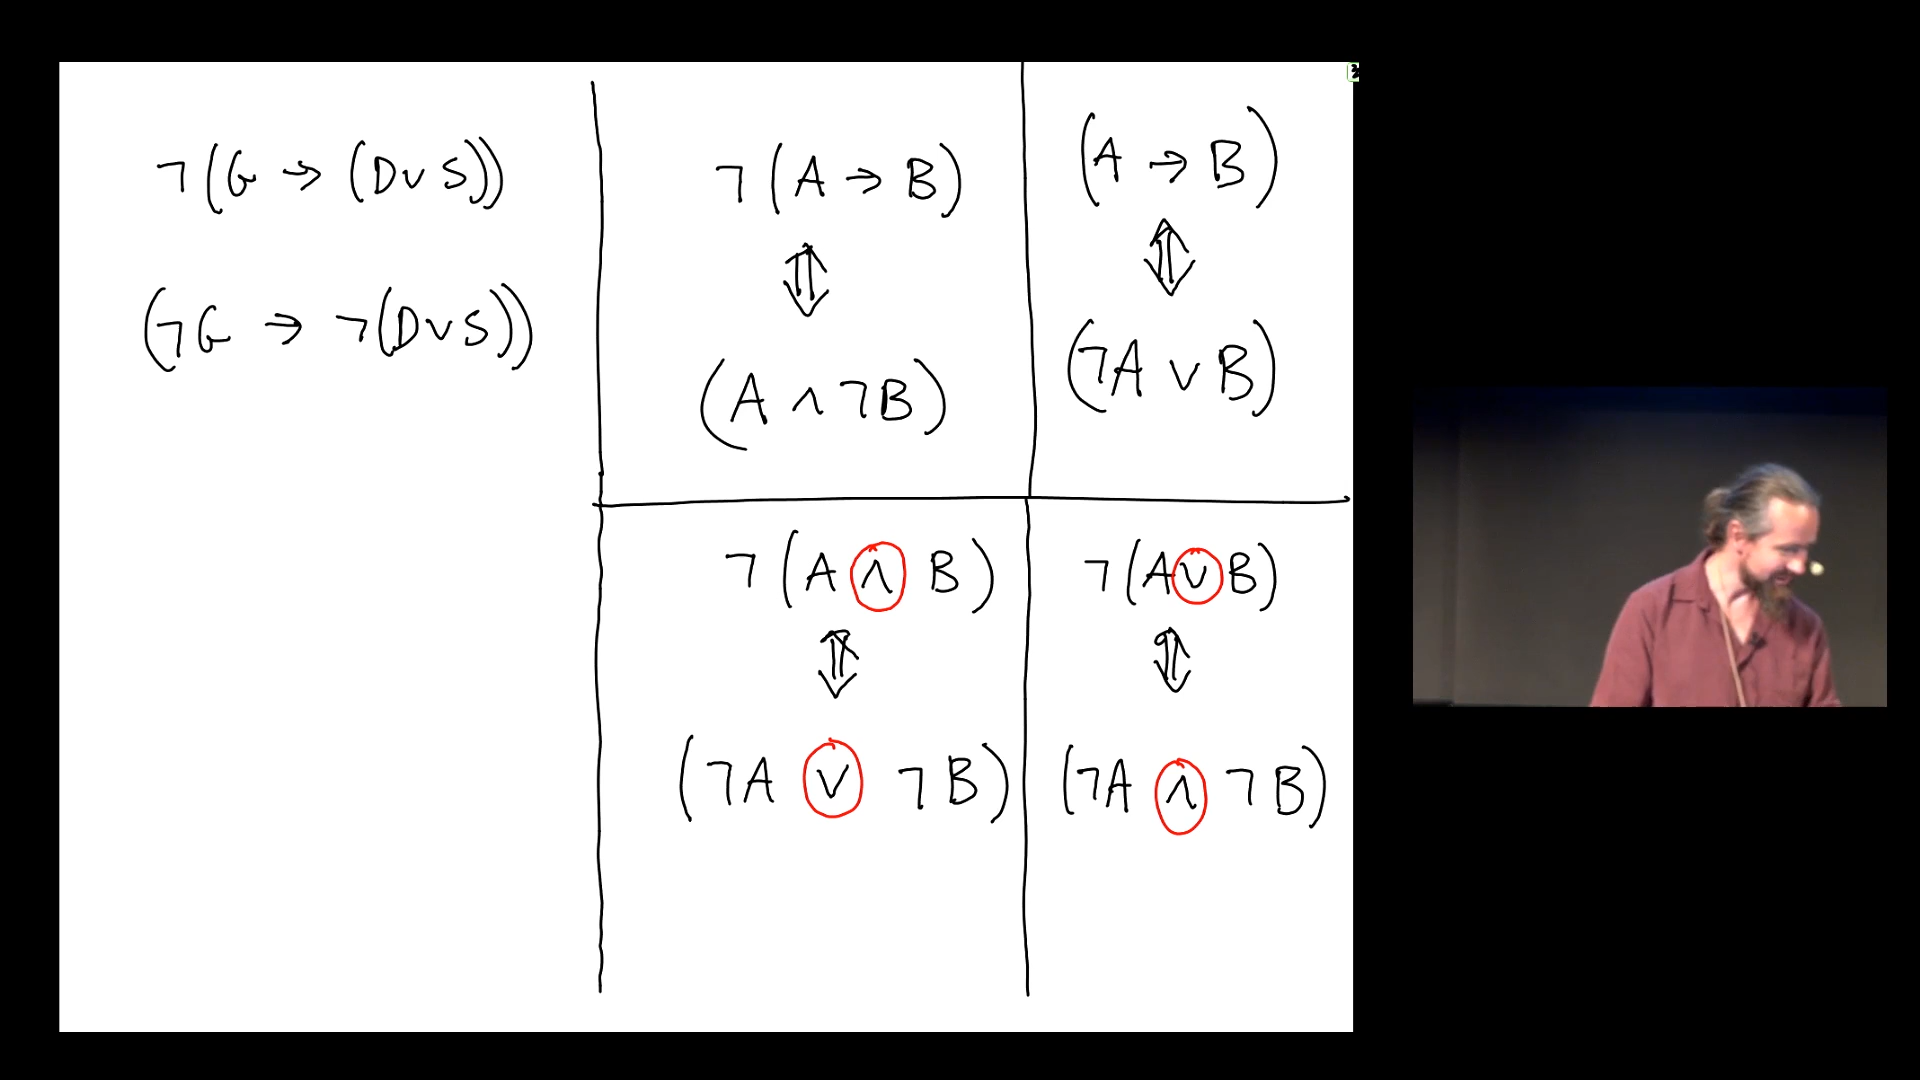 ¬(G → (D∨S))
(¬G → ¬(D∨S))
¬(A → B)
⇕
(A ∧ ¬B)
(A → B)
⇕
(¬A ∨ B)
¬(A ∧ B)
⇕
(¬A ∨ ¬B)
¬(A∨B)
⇕
(¬A ∧ ¬B)